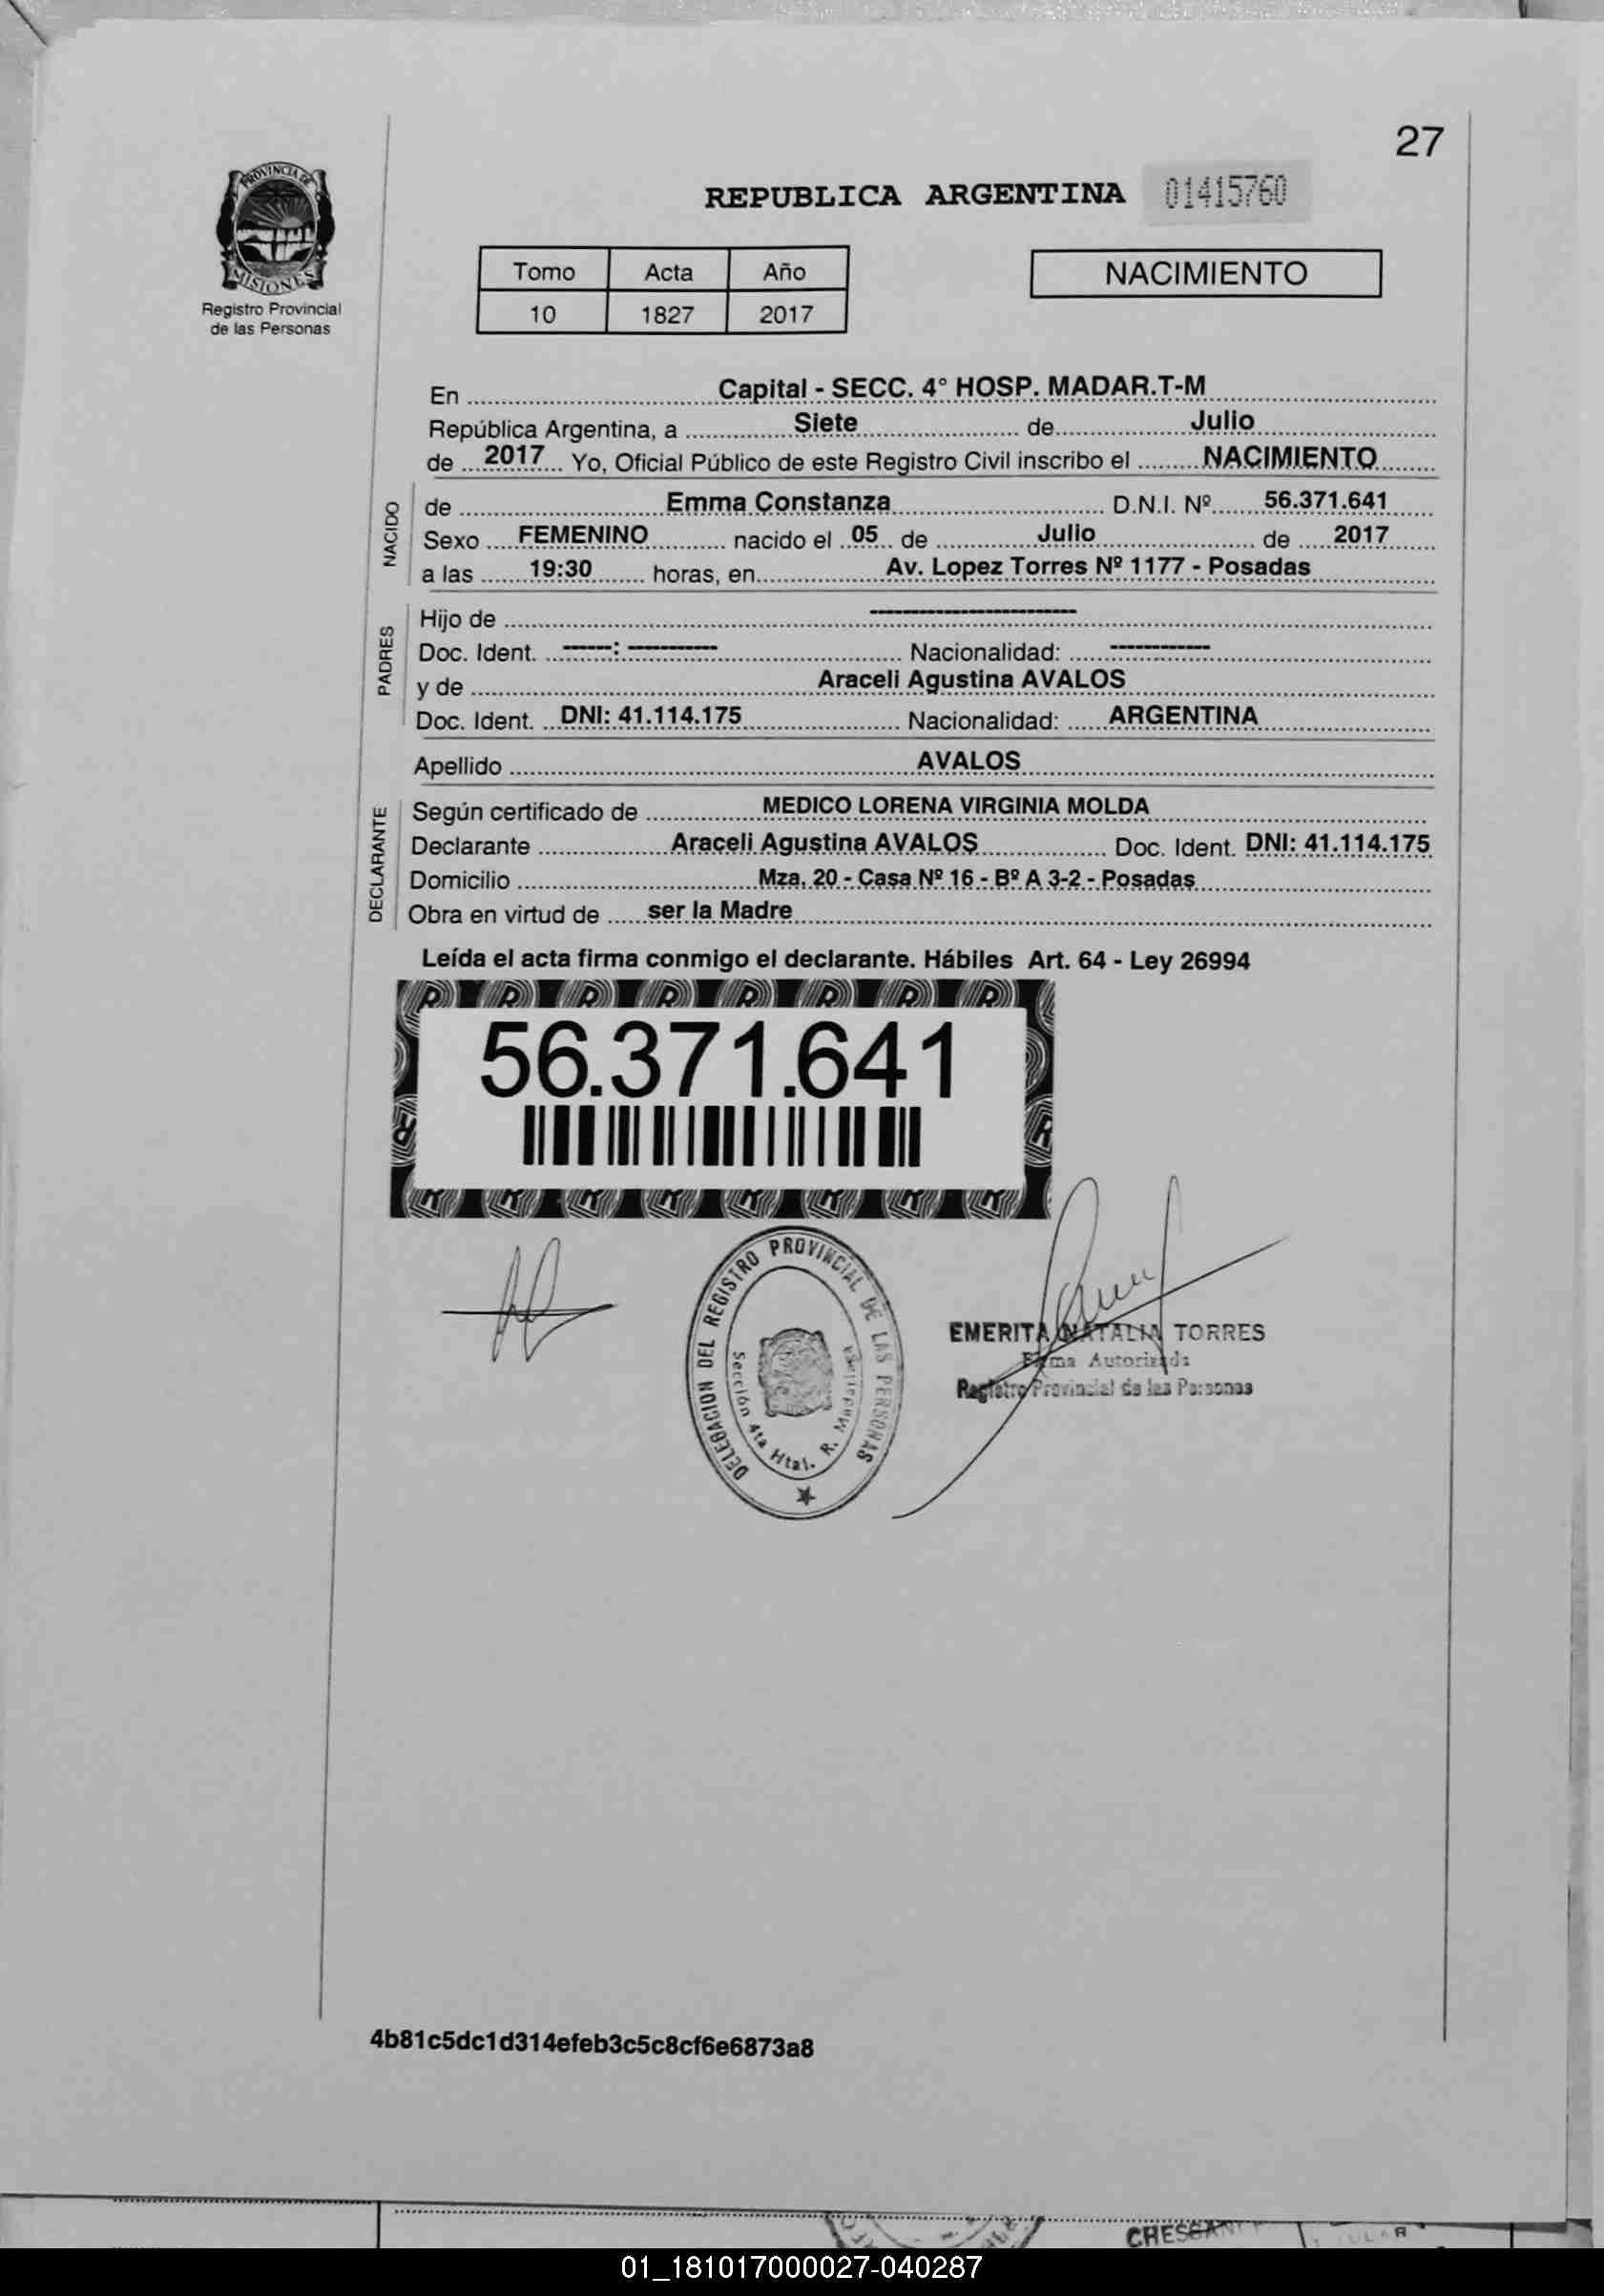 27
PROVINCIA DE
MISIONES
Registro Provincial
de las Personas
REPUBLICA ARGENTINA 01415760
Tomo Acta Año
10 1827 2017
NACIMIENTO
En Capital - SECC. 4° HOSP. MADAR.T-M
República Argentina, a Siete de Julio
de 2017 Yo, Oficial Público de este Registro Civil inscribo el NACIMIENTO
NACIDO
de Emma Constanza D.N.I. Nº 56.371.641
Sexo FEMENINO nacido el 05 de Julio de 2017
a las 19:30 horas, en Av. Lopez Torres Nº 1177 - Posadas
PADRES
Hijo de --------------------
Doc. Ident. -----: --------- Nacionalidad: ----------
y de Araceli Agustina AVALOS
Doc. Ident. DNI: 41.114.175 Nacionalidad: ARGENTINA
Apellido AVALOS
DECLARANTE
Según certificado de MEDICO LORENA VIRGINIA MOLDA
Declarante Araceli Agustina AVALOS Doc. Ident. DNI: 41.114.175
Domicilio Mza. 20 - Casa Nº 16 - Bº A 3-2 - Posadas
Obra en virtud de ser la Madre
Leída el acta firma conmigo el declarante. Hábiles Art. 64 - Ley 26994
56.371.641
DELEGACION DEL REGISTRO PROVINCIAL DE LAS PERSONAS
Sección 4ta Htal. R. Madariaga
EMERITA NATALIA TORRES
Firma Autorizada
Registro Provincial de las Personas
4b81c5dc1d314efeb3c5c8cf6e6873a8
01_181017000027-040287